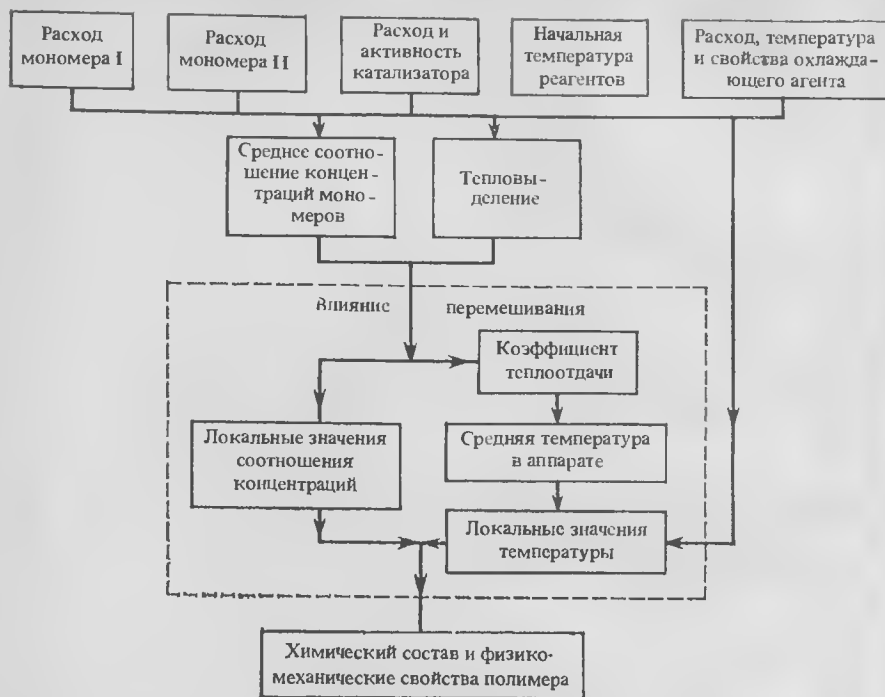 Расход
мономера I
Расход
мономера II
Расход и
активность
катализатора
Начальная
температура
реагентов
Расход, температура
и свойства охлажда-
ющего агента
Среднее соотно-
шение концен-
траций моно-
меров
Тепловы-
деление
Влияние перемешивания
Коэффициент
теплоотдачи
Локальные значения
соотношения
концентраций
Средняя температура
в аппарате
Локальные значения
температуры
Химический состав и физико-
механические свойства полимера